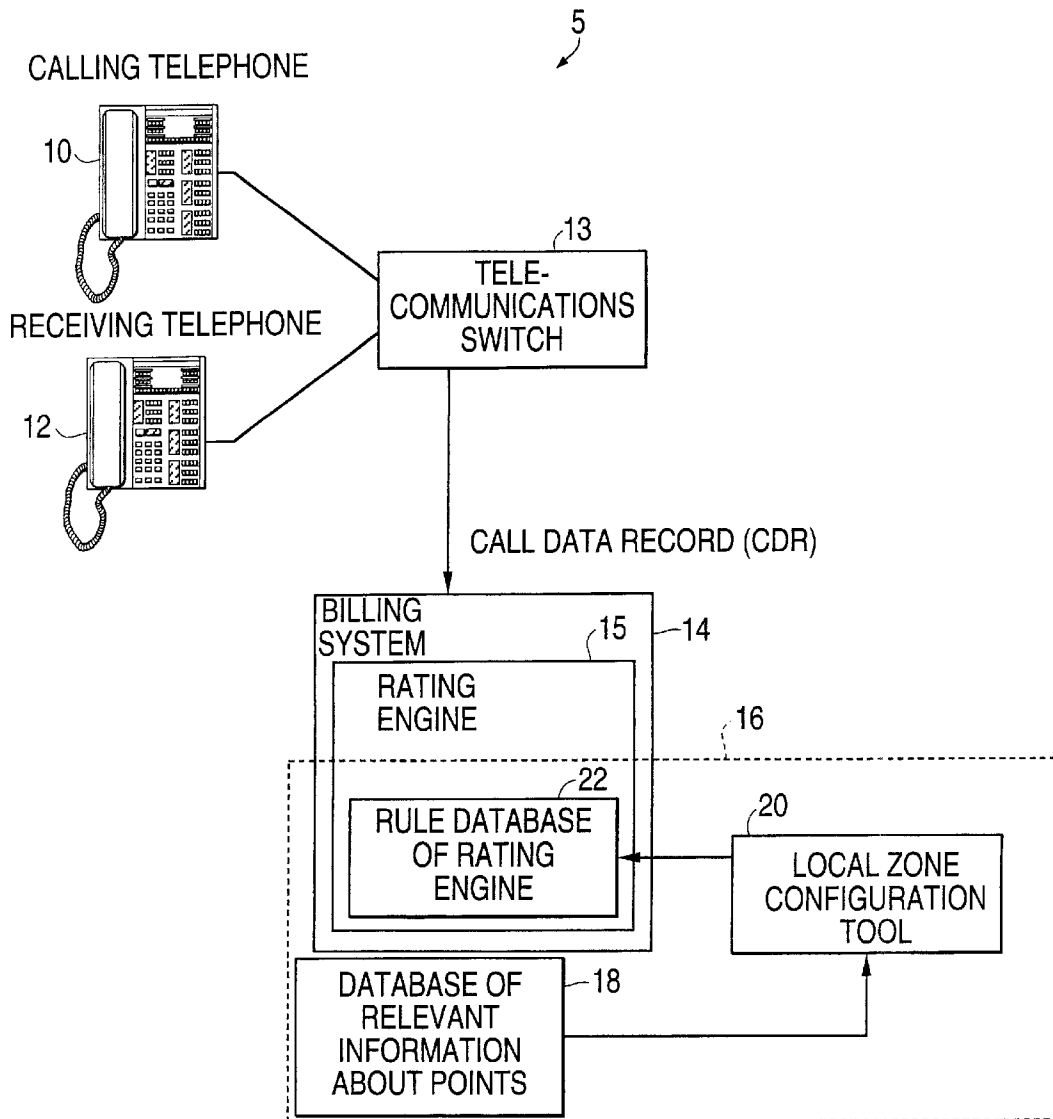 5
CALLING TELEPHONE
10
13
TELE-
COMMUNICATIONS
SWITCH
RECEIVING TELEPHONE
12
CALL DATA RECORD (CDR)
BILLING
SYSTEM
15
14
RATING
ENGINE
16
22
RULE DATABASE
OF RATING
ENGINE
20
LOCAL ZONE
CONFIGURATION
TOOL
18
DATABASE OF
RELEVANT
INFORMATION
ABOUT POINTS